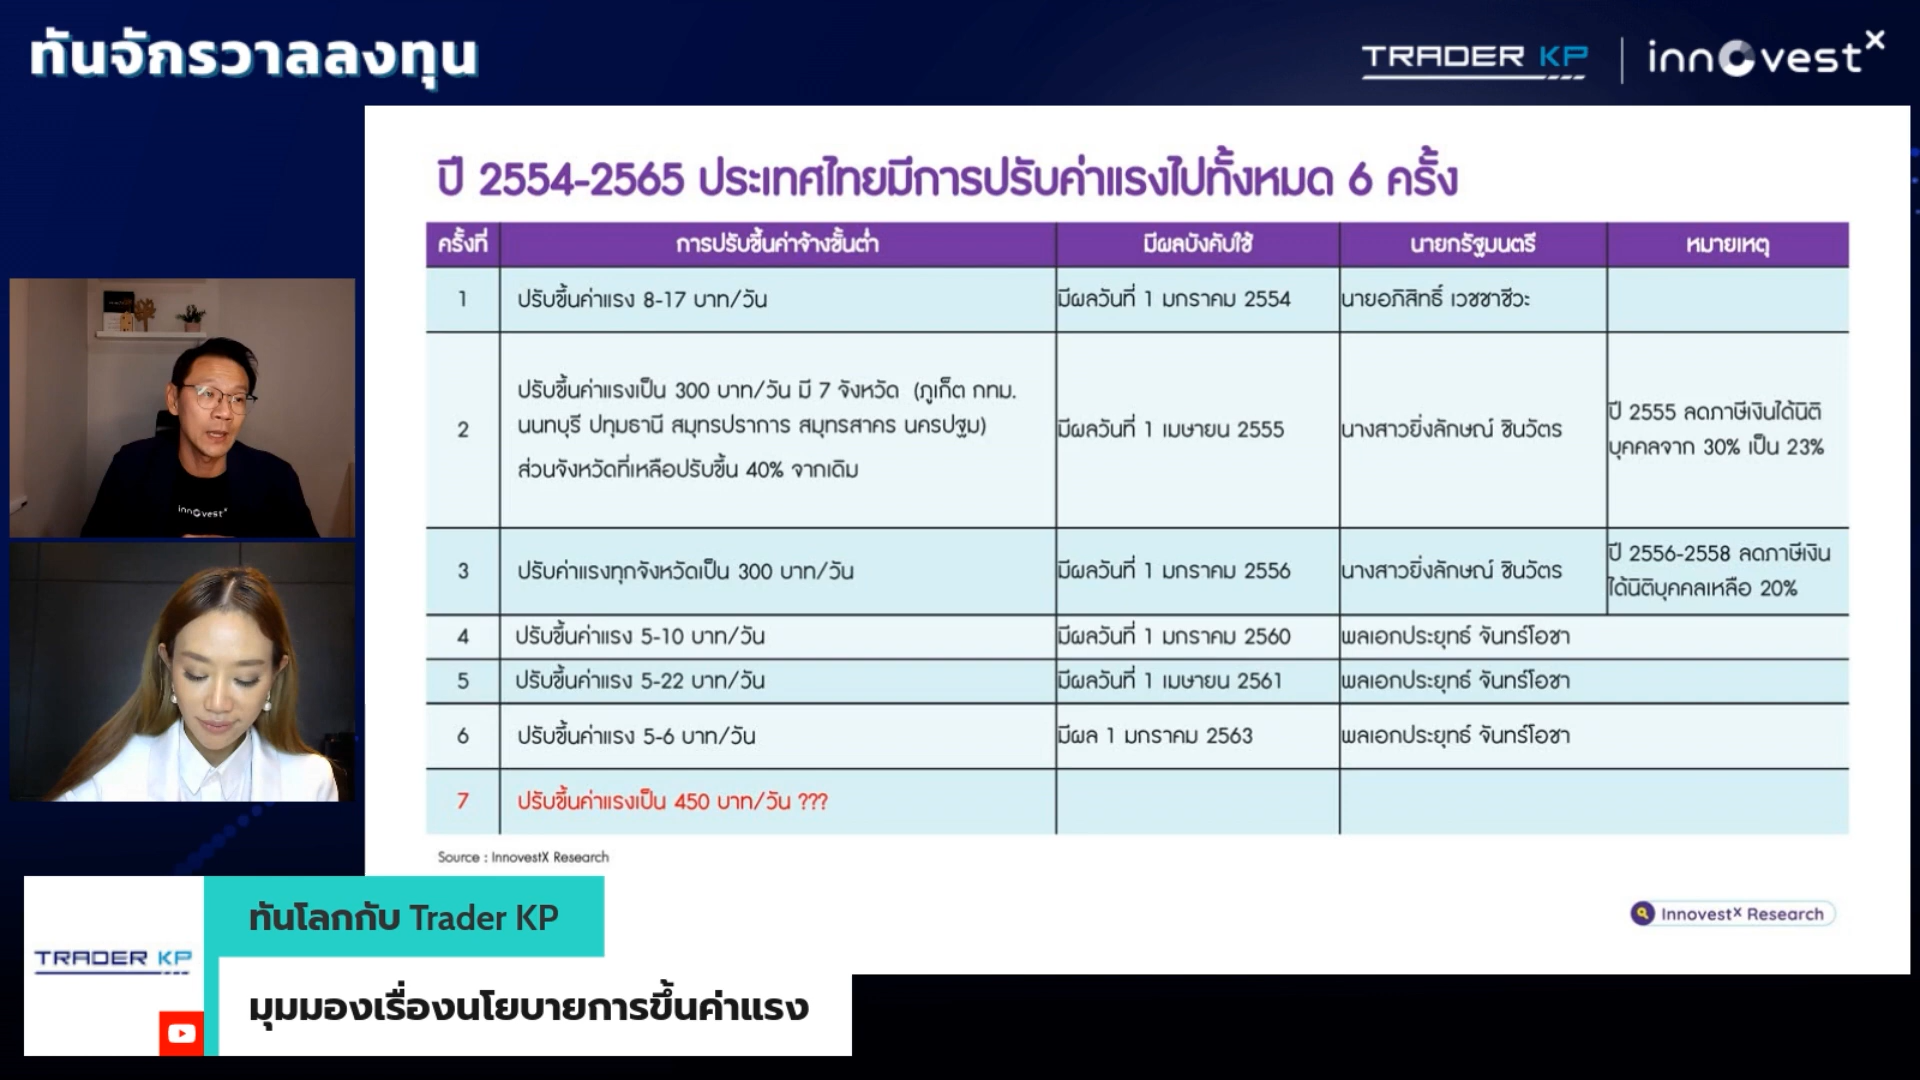 ทันจักรวาลลงทุน
TRADER KP | innovestX
ปี 2554-2565 ประเทศไทยมีการปรับค่าแรงไปทั้งหมด 6 ครั้ง
ครั้งที่ การปรับขึ้นค่าจ้างขั้นต่ำ มีผลบังคับใช้ นายกรัฐมนตรี หมายเหตุ
1 ปรับขึ้นค่าแรง 8-17 บาท/วัน มีผลวันที่ 1 มกราคม 2554 นายอภิสิทธิ์ เวชชาชีวะ
2 ปรับขึ้นค่าแรงเป็น 300 บาท/วัน มี 7 จังหวัด (ภูเก็ต กทม.
นนทบุรี ปทุมธานี สมุทรปราการ สมุทรสาคร นครปฐม)
ส่วนจังหวัดที่เหลือปรับขึ้น 40% จากเดิม
มีผลวันที่ 1 เมษายน 2555 นางสาวยิ่งลักษณ์ ชินวัตร
ปี 2555 ลดภาษีเงินได้นิติ
บุคคลจาก 30% เป็น 23%
3 ปรับค่าแรงทุกจังหวัดเป็น 300 บาท/วัน มีผลวันที่ 1 มกราคม 2556 นางสาวยิ่งลักษณ์ ชินวัตร
ปี 2556-2558 ลดภาษีเงิน
ได้นิติบุคคลเหลือ 20%
4 ปรับขึ้นค่าแรง 5-10 บาท/วัน มีผลวันที่ 1 มกราคม 2560 พลเอกประยุทธ์ จันทร์โอชา
5 ปรับขึ้นค่าแรง 5-22 บาท/วัน มีผลวันที่ 1 เมษายน 2561 พลเอกประยุทธ์ จันทร์โอชา
6 ปรับขึ้นค่าแรง 5-6 บาท/วัน มีผล 1 มกราคม 2563 พลเอกประยุทธ์ จันทร์โอชา
7 ปรับขึ้นค่าแรงเป็น 450 บาท/วัน ???
Source : InnovestX Research
InnovestX Research
innovestX
TRADER KP
ทันโลกกับ Trader KP
มุมมองเรื่องนโยบายการขึ้นค่าแรง